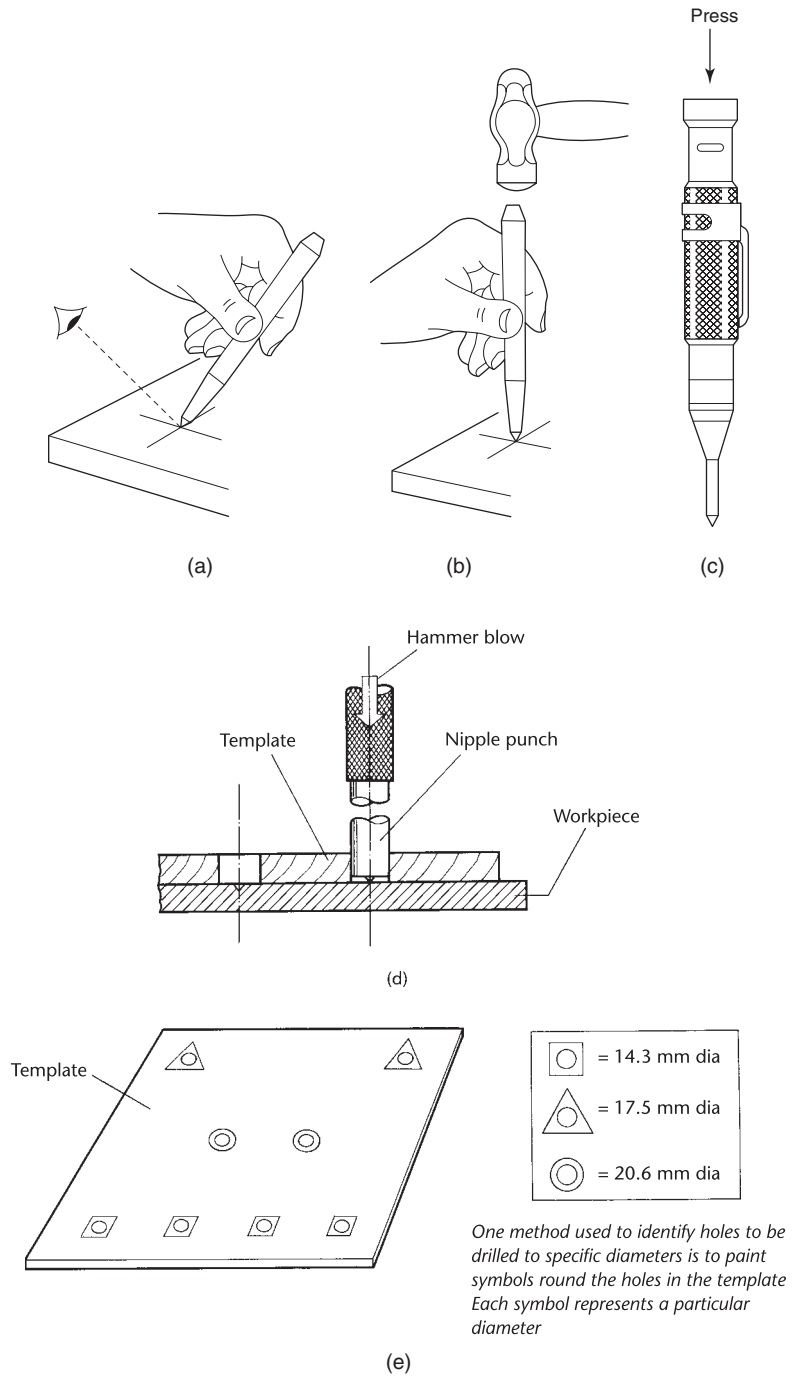 Press
(a)
(b)
(c)
Hammer blow
Template
Nipple punch
Workpiece
(d)
Template
= 14.3 mm dia
= 17.5 mm dia
= 20.6 mm dia
One method used to identify holes to be
drilled to specific diameters is to paint
symbols round the holes in the template
Each symbol represents a particular
diameter
(e)